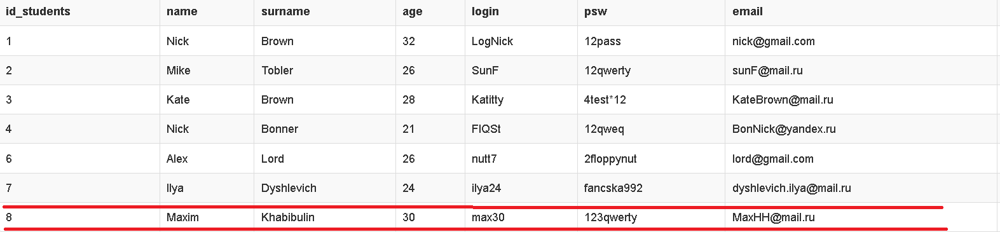 id_students name surname age login psw email
1 Nick Brown 32 LogNick 12pass nick@gmail.com
2 Mike Tobler 26 SunF 12qwerty sunF@mail.ru
3 Kate Brown 28 Katitty 4test*12 KateBrown@mail.ru
4 Nick Bonner 21 FIQSt 12qweq BonNick@yandex.ru
6 Alex Lord 26 nutt7 2floppynut lord@gmail.com
7 Ilya Dyshlevich 24 ilya24 fancska992 dyshlevich.ilya@mail.ru
8 Maxim Khabibulin 30 max30 123qwerty MaxHH@mail.ru